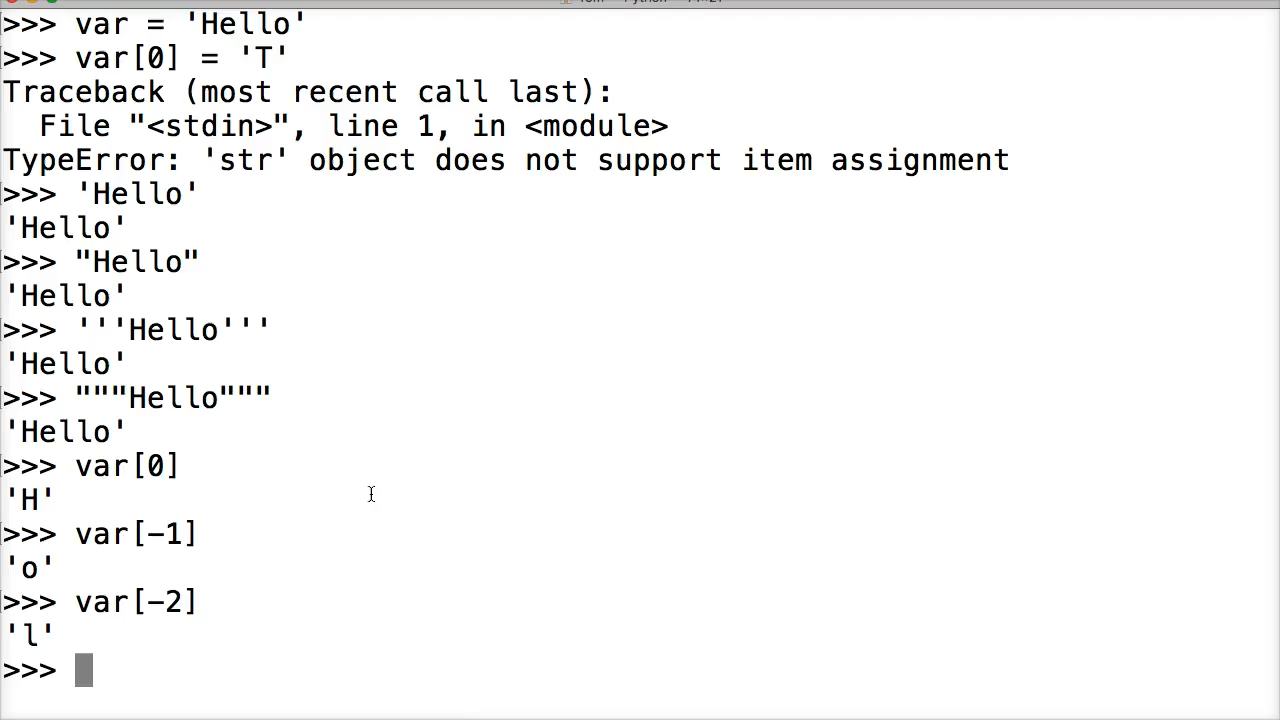 >>> var = 'Hello'
>>> var[0] = 'T'
Traceback (most recent call last):
  File "<stdin>", line 1, in <module>
TypeError: 'str' object does not support item assignment
>>> 'Hello'
'Hello'
>>> "Hello"
'Hello'
>>> '''Hello'''
'Hello'
>>> """Hello"""
'Hello'
>>> var[0]
'H'
>>> var[-1]
'o'
>>> var[-2]
'l'
>>>